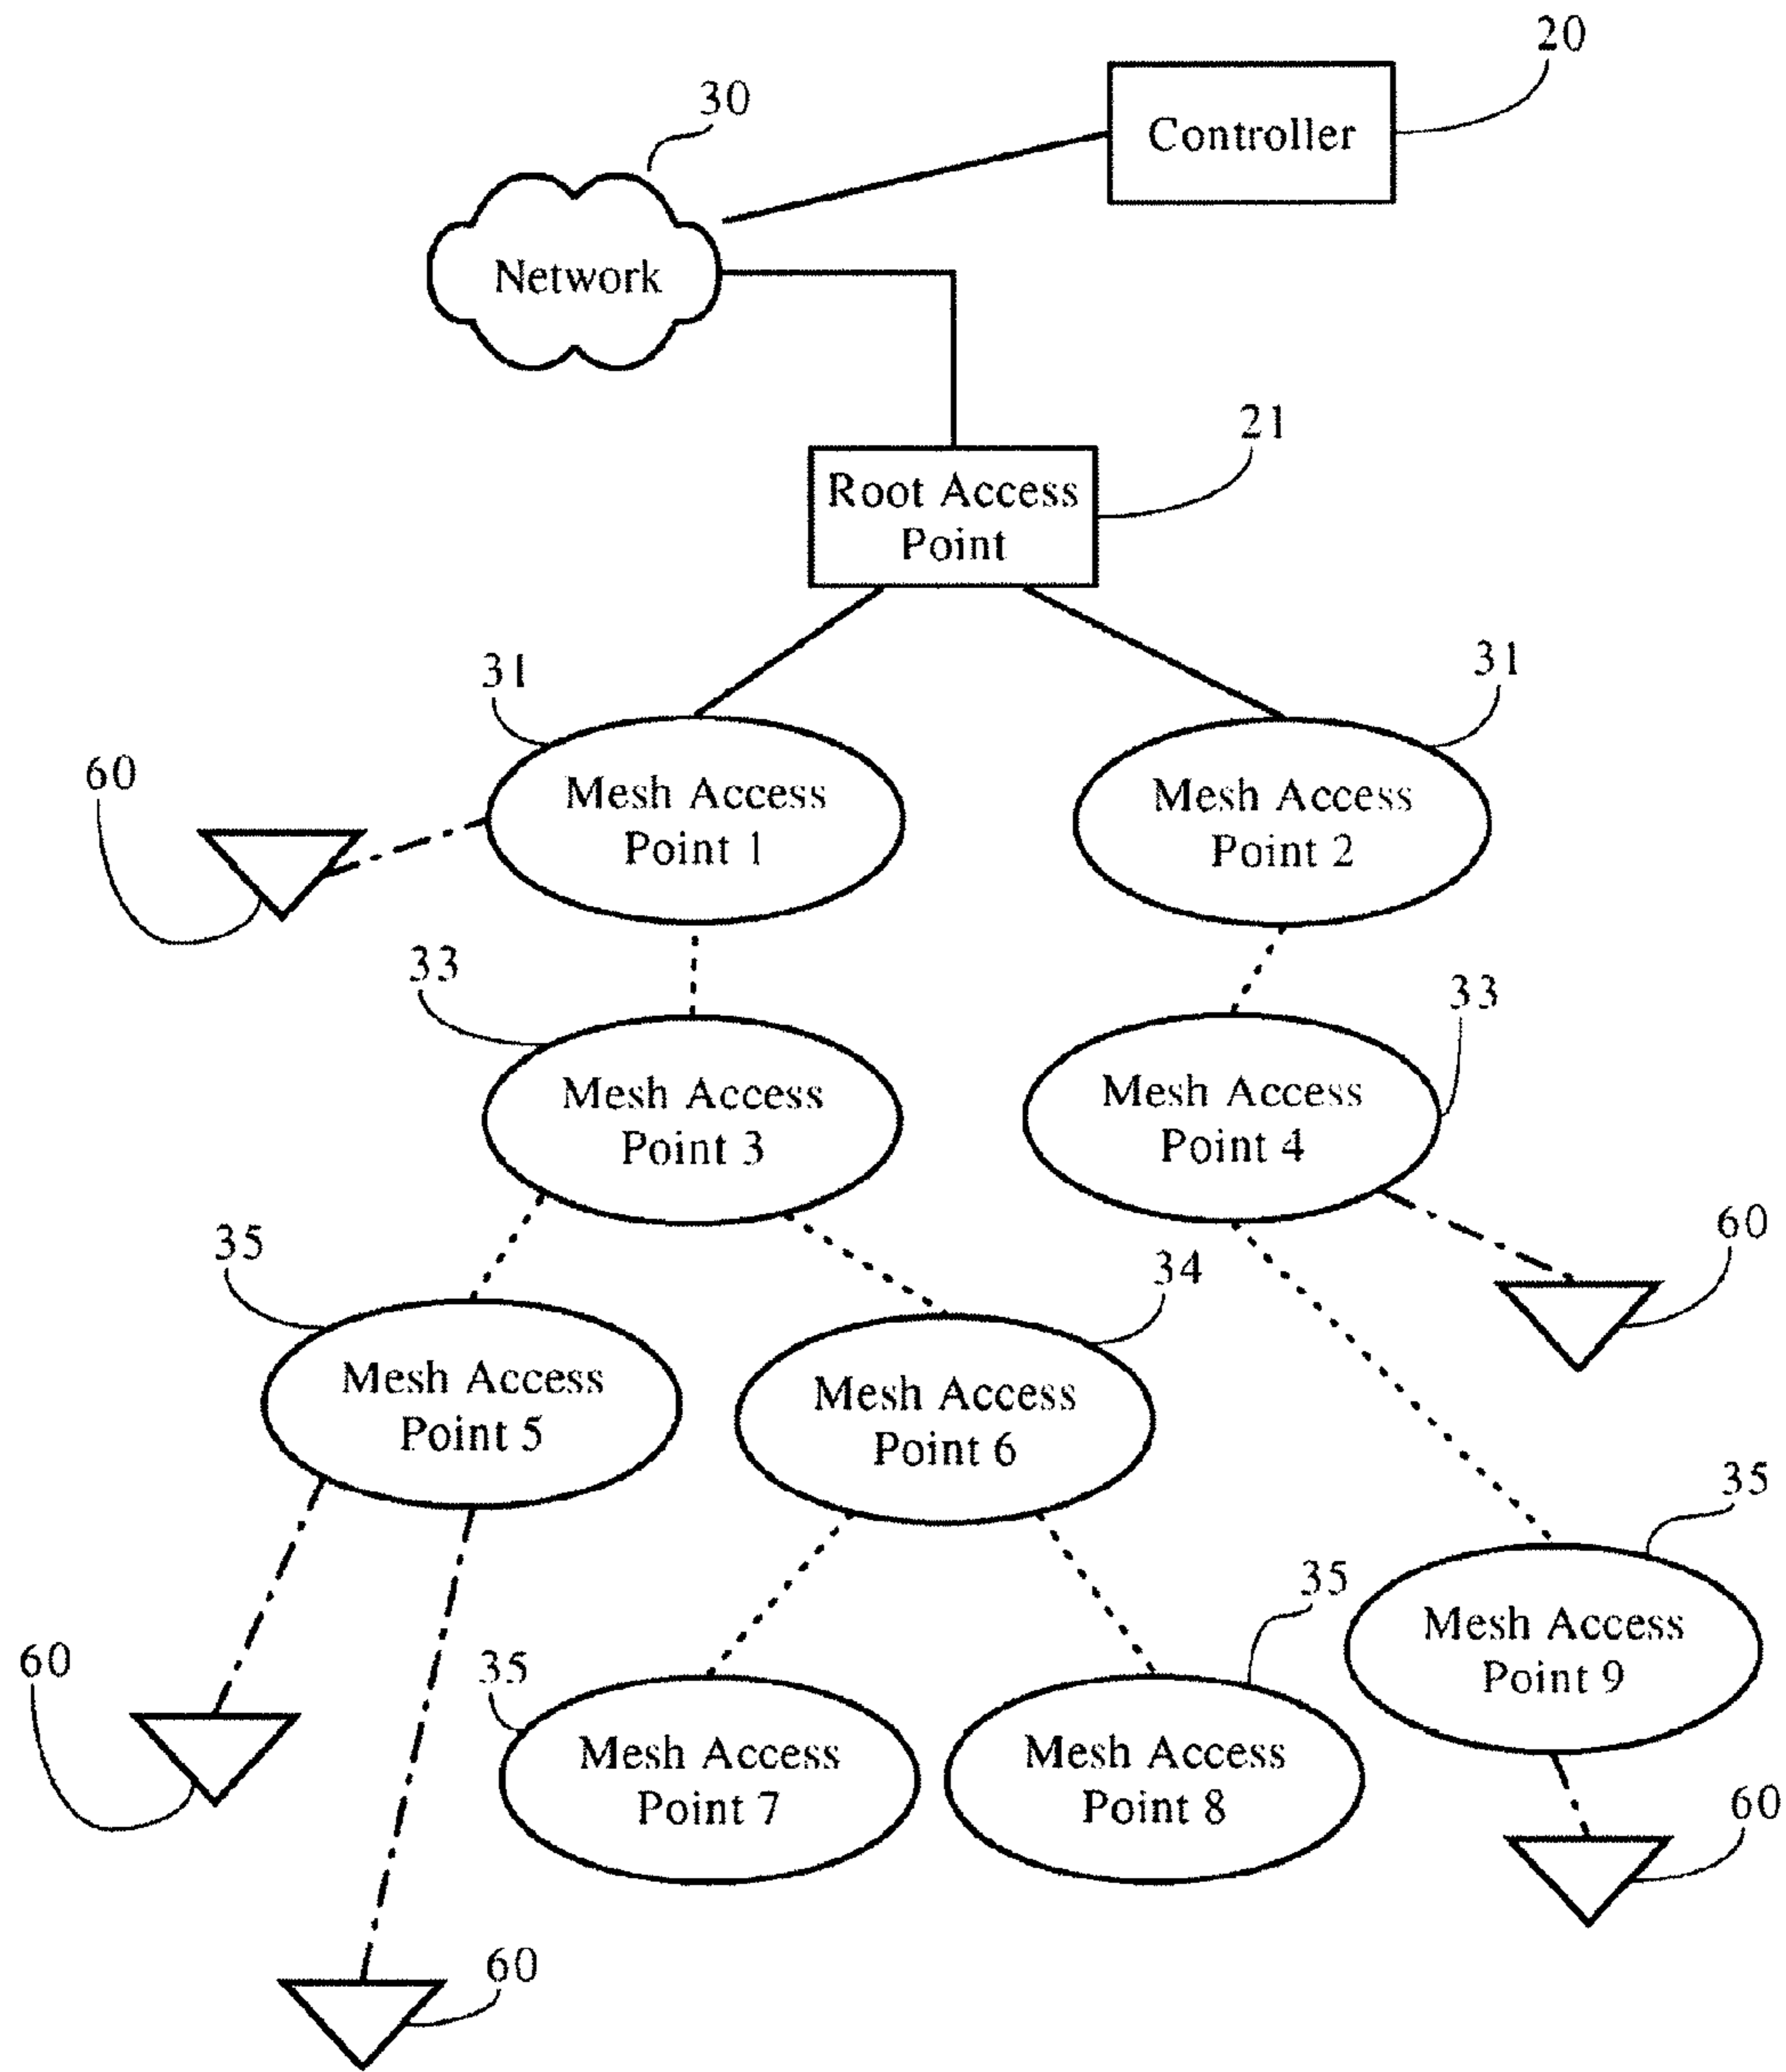 20
30
Controller
Network
21
Root Access
Point
31
31
60
Mesh Access
Point 1
Mesh Access
Point 2
33
33
Mesh Access
Point 3
Mesh Access
Point 4
35
34
60
Mesh Access
Point 5
Mesh Access
Point 6
35
35
Mesh Access
Point 9
60
35
Mesh Access
Point 7
Mesh Access
Point 8
60
60